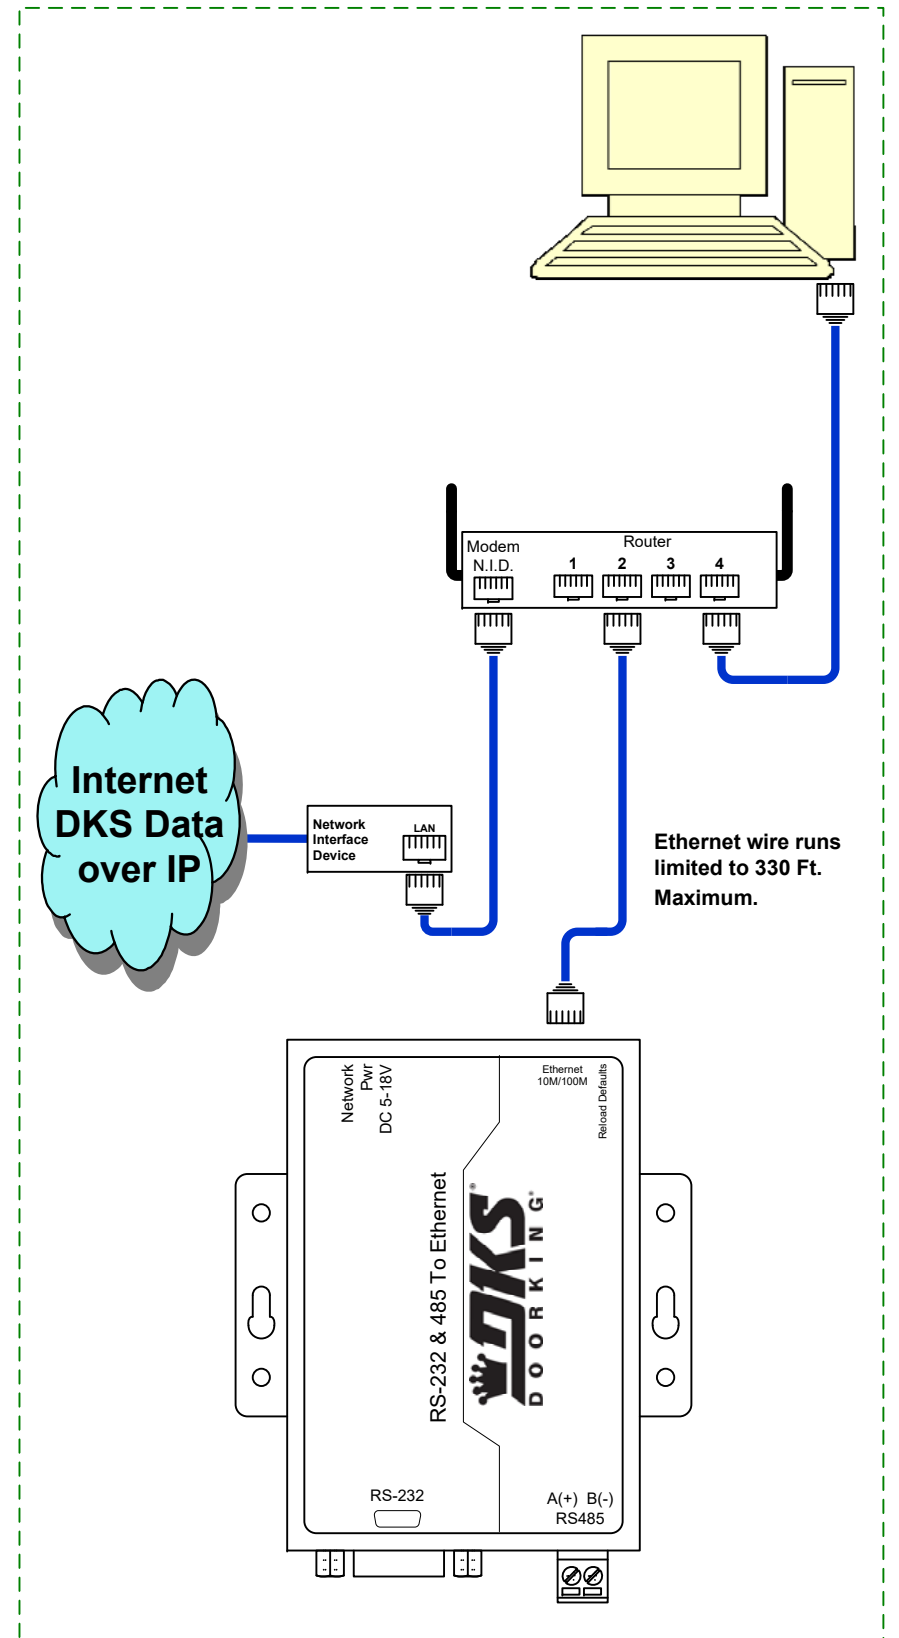 Modem
N.I.D.
Router
1 2 3 4
Internet
DKS Data
over IP
Network
Interface
Device
LAN
Ethernet wire runs
limited to 330 Ft.
Maximum.
Network
Pwr
DC 5-18V
Ethernet
10M/100M
Reload Defaults
RS-232 & 485 To Ethernet
DKS®
DOORKING®
RS-232
A(+) B(-)
RS485